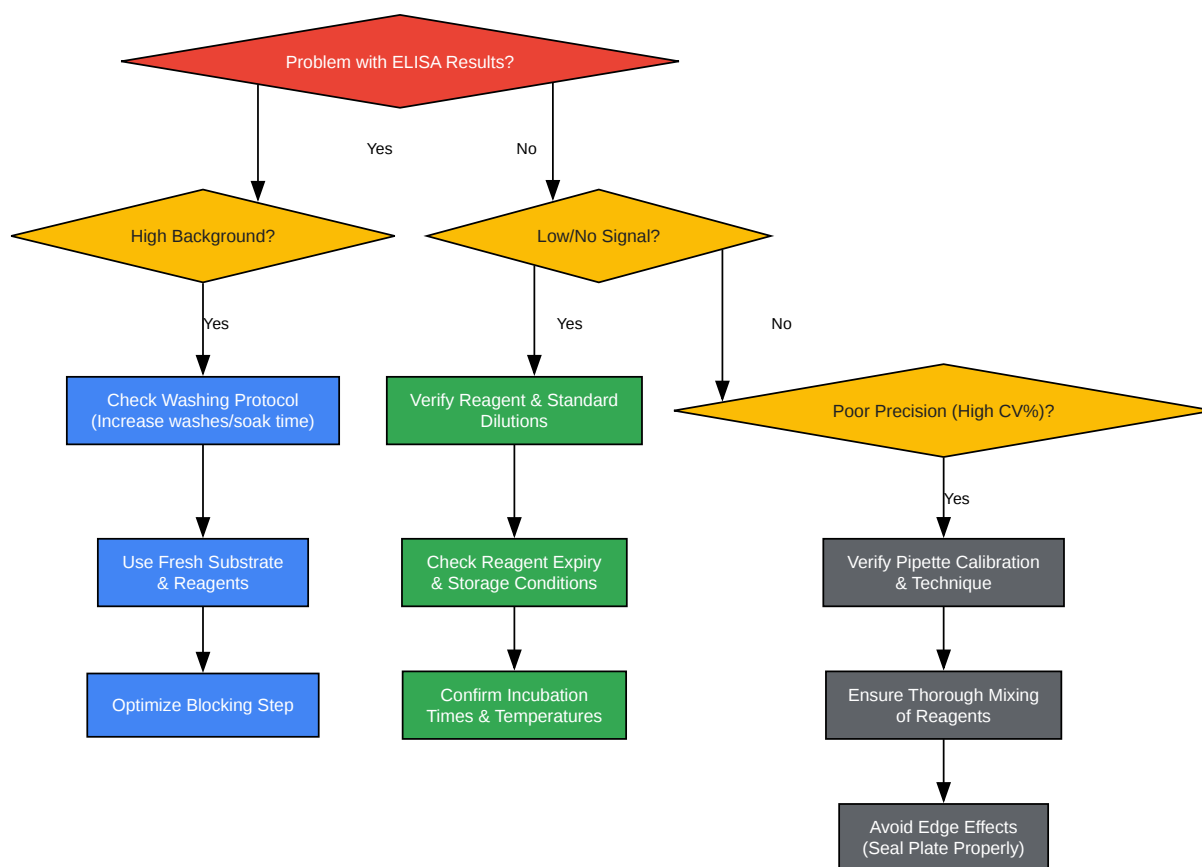 Problem with ELISA Results?
Yes
No
High Background?
Low/No Signal?
Yes
Yes
No
Check Washing Protocol
(Increase washes/soak time)
Verify Reagent & Standard
Dilutions
Poor Precision (High CV%)?
Yes
Use Fresh Substrate
& Reagents
Check Reagent Expiry
& Storage Conditions
Verify Pipette Calibration
& Technique
Optimize Blocking Step
Confirm Incubation
Times & Temperatures
Ensure Thorough Mixing
of Reagents
Avoid Edge Effects
(Seal Plate Properly)